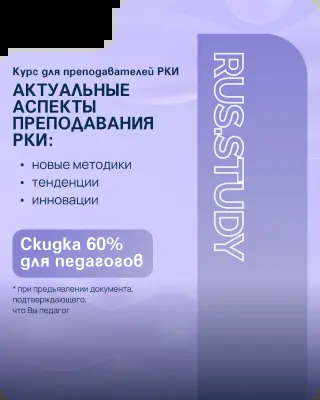 Курс для преподавателей РКИ
АКТУАЛЬНЫЕ
АСПЕКТЫ
ПРЕПОДАВАНИЯ
РКИ:
• новые методики
• тенденции
• инновации
Скидка 60%
для педагогов
* при предъявлении документа,
подтверждающего,
что Вы педагог
RUS.STUDY